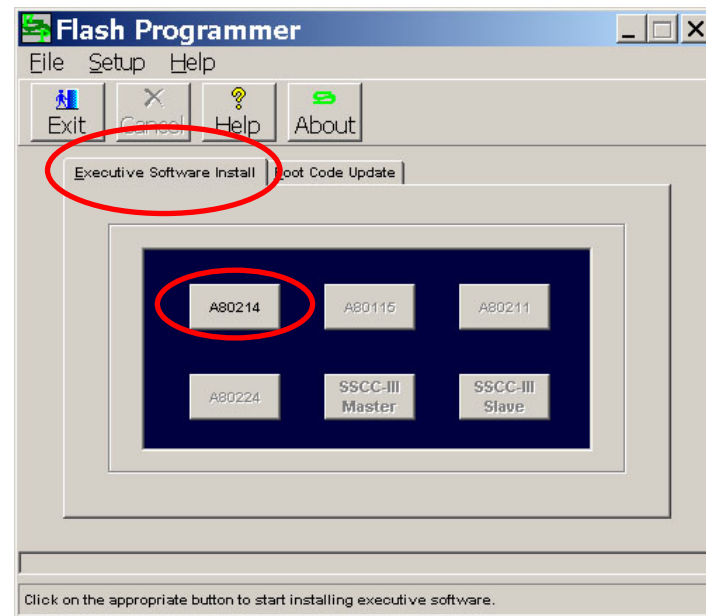 Flash Programmer
File Setup Help
Exit Cancel Help About
Executive Software Install Boot Code Update
A80214 A80115 A80211
A80224 SSCC-III Master SSCC-III Slave
Click on the appropriate button to start installing executive software.